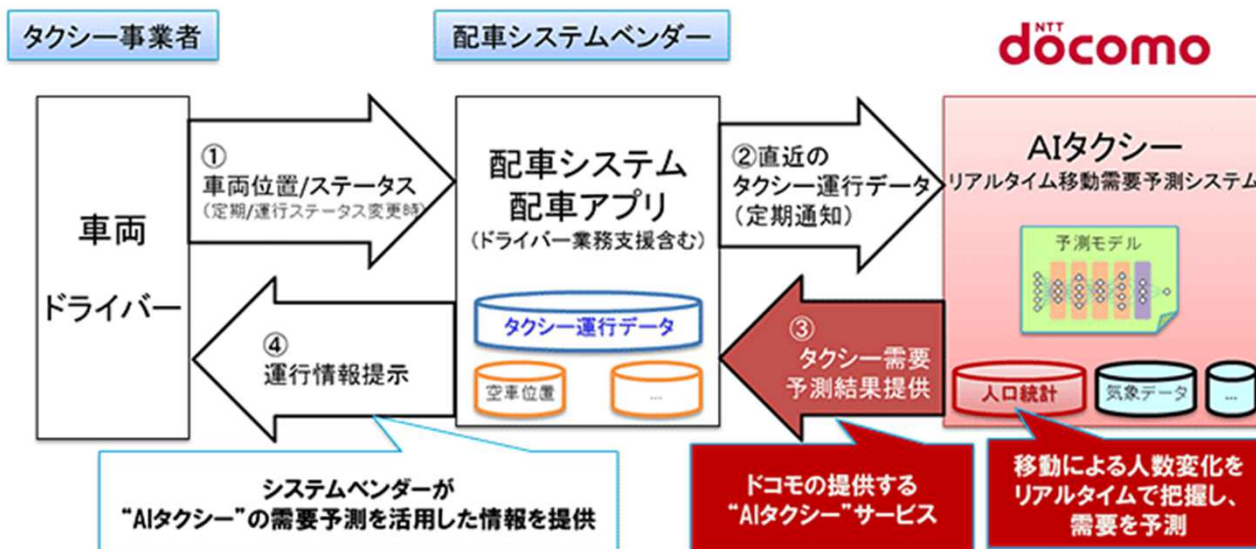 タクシー事業者
配車システムベンダー
NTT
döcomo
車両
ドライバー
①
車両位置/ステータス
(定期/運行ステータス変更時)
配車システム
配車アプリ
(ドライバー業務支援含む)
タクシー運行データ
空車位置
...
②直近の
タクシー運行データ
(定期通知)
AIタクシー
リアルタイム移動需要予測システム
予測モデル
人口統計
気象データ
...
③
タクシー需要
予測結果提供
④
運行情報提示
システムベンダーが
“AIタクシー”の需要予測を活用した情報を提供
ドコモの提供する
“AIタクシー”サービス
移動による人数変化を
リアルタイムで把握し、
需要を予測